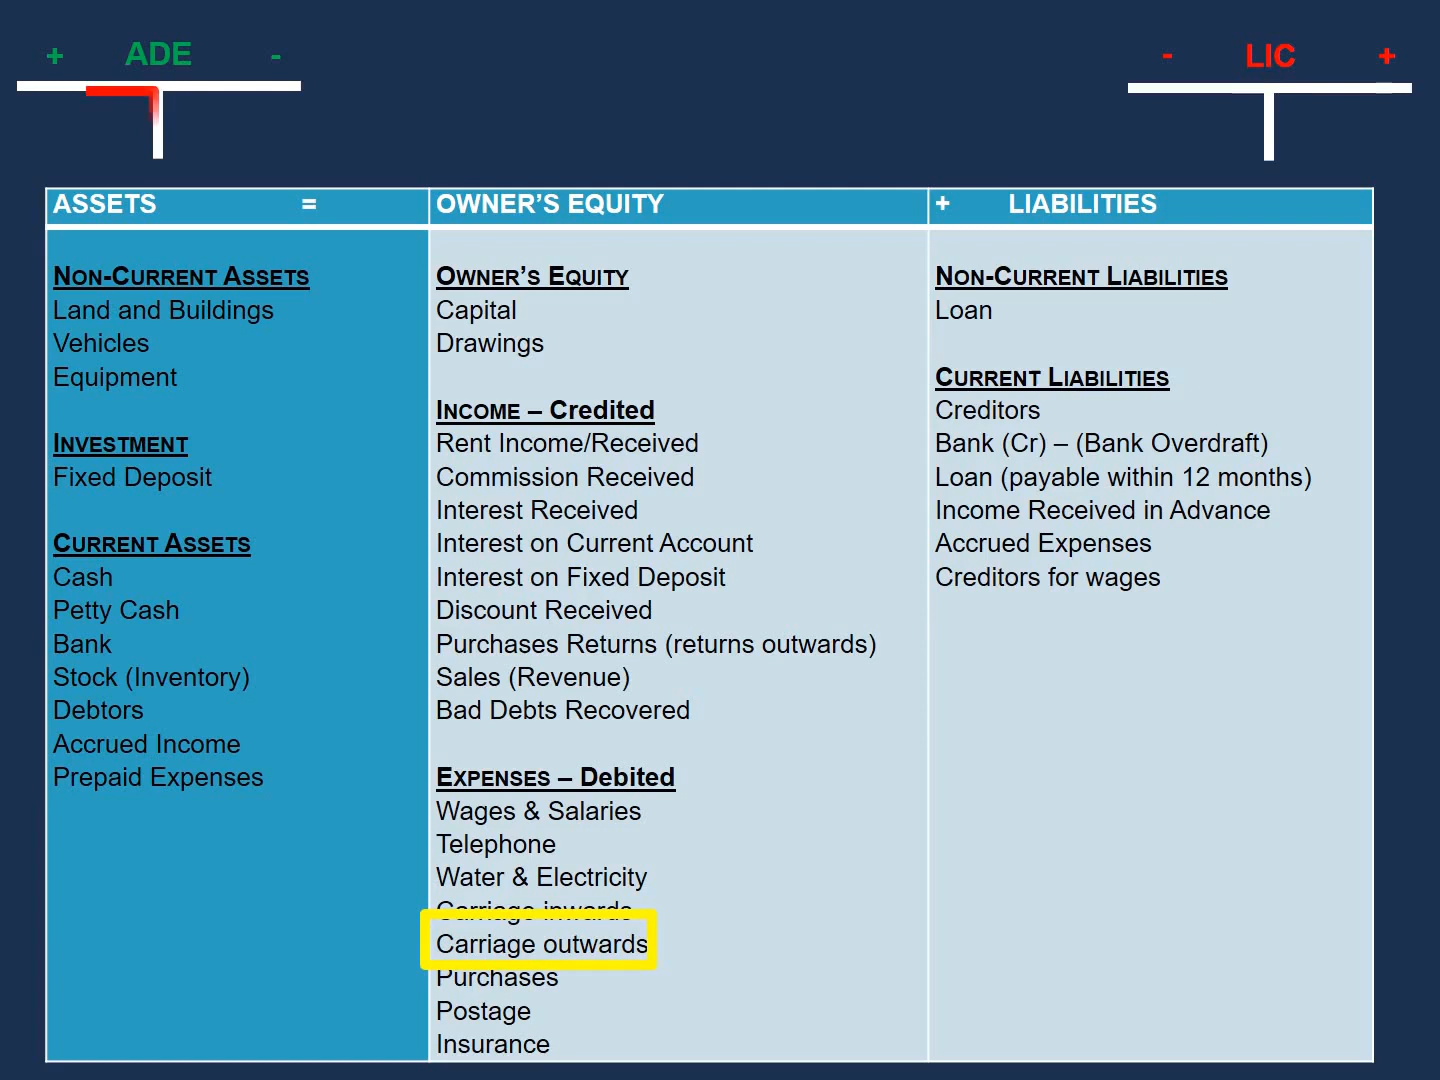 + ADE -
- LIC +
ASSETS =
OWNER'S EQUITY
+ LIABILITIES
NON-CURRENT ASSETS
Land and Buildings
Vehicles
Equipment
INVESTMENT
Fixed Deposit
CURRENT ASSETS
Cash
Petty Cash
Bank
Stock (Inventory)
Debtors
Accrued Income
Prepaid Expenses
OWNER'S EQUITY
Capital
Drawings
INCOME – Credited
Rent Income/Received
Commission Received
Interest Received
Interest on Current Account
Interest on Fixed Deposit
Discount Received
Purchases Returns (returns outwards)
Sales (Revenue)
Bad Debts Recovered
EXPENSES – Debited
Wages & Salaries
Telephone
Water & Electricity
Carriage inwards
Carriage outwards
Purchases
Postage
Insurance
NON-CURRENT LIABILITIES
Loan
CURRENT LIABILITIES
Creditors
Bank (Cr) – (Bank Overdraft)
Loan (payable within 12 months)
Income Received in Advance
Accrued Expenses
Creditors for wages